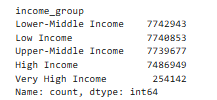 income_group
Lower-Middle Income    7742943
Low Income             7740853
Upper-Middle Income    7739677
High Income            7486949
Very High Income        254142
Name: count, dtype: int64